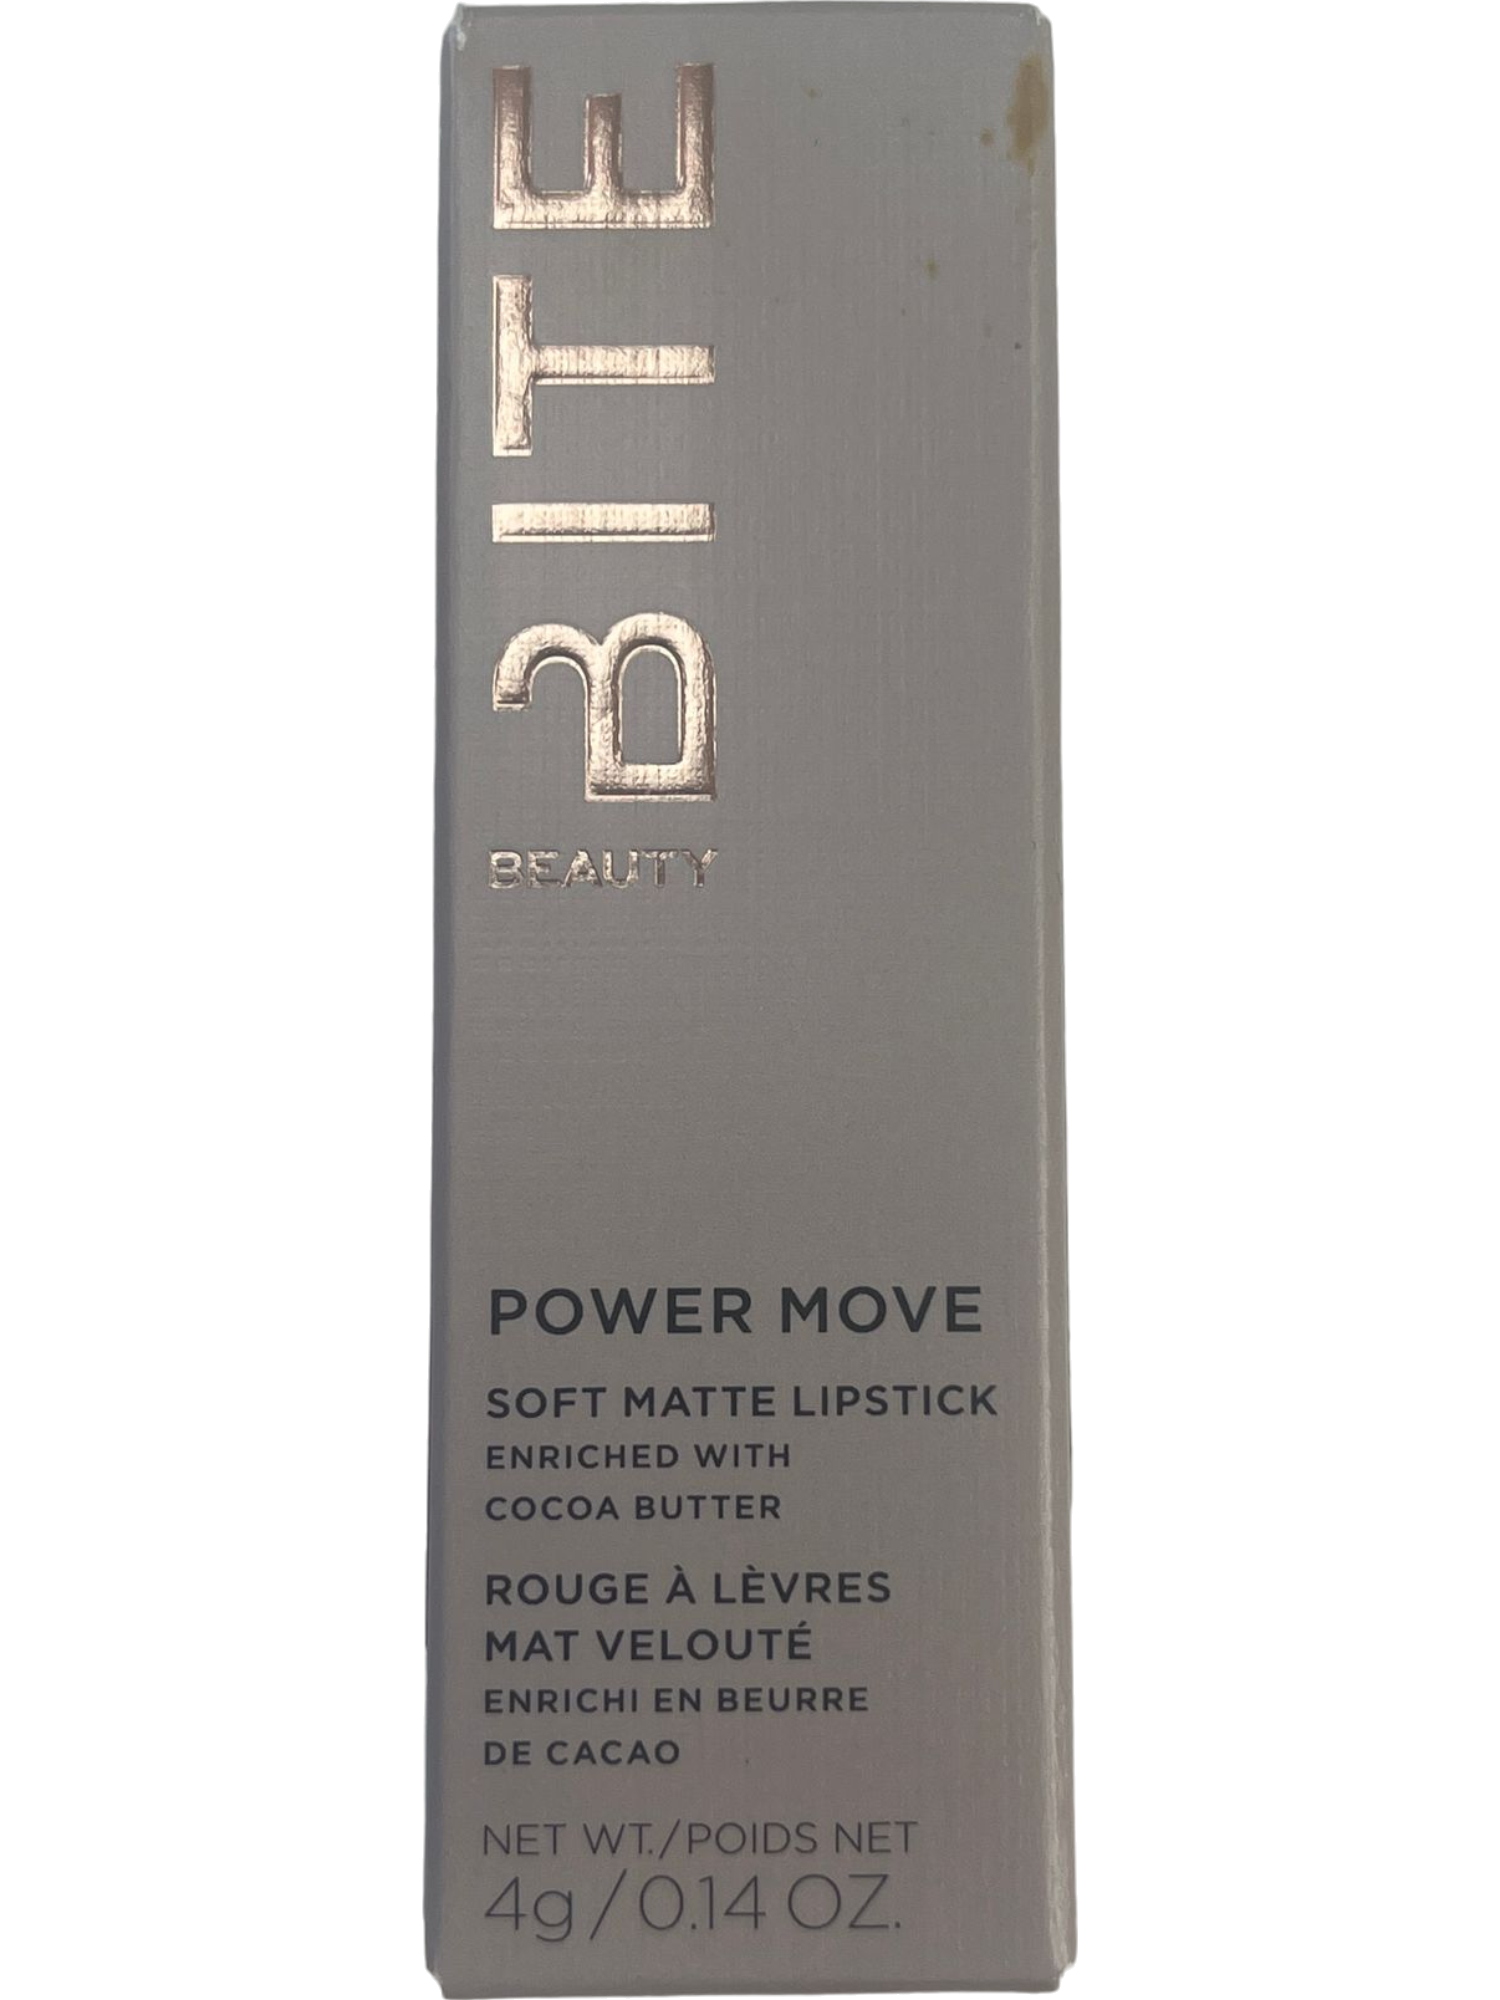 BITE
BEAUTY
POWER MOVE
SOFT MATTE LIPSTICK
ENRICHED WITH
COCOA BUTTER
ROUGE À LÈVRES
MAT VELOUTÉ
ENRICHI EN BEURRE
DE CACAO
NET WT./POIDS NET
4g/0.14 OZ.